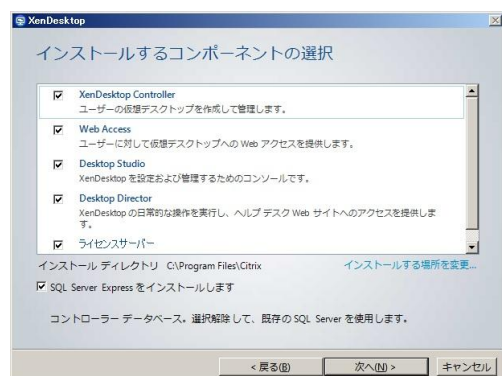 XenDesktop
インストールするコンポーネントの選択
XenDesktop Controller
ユーザーの仮想デスクトップを作成して管理します。
Web Access
ユーザーに対して仮想デスクトップへの Web アクセスを提供します。
Desktop Studio
XenDesktop を設定および管理するためのコンソールです。
Desktop Director
XenDesktop の日常的な操作を実行し、ヘルプ デスク Web サイトへのアクセスを提供しま
す。
ライセンスサーバー
インストール ディレクトリ C:\Program Files\Citrix インストールする場所を変更...
SQL Server Express をインストールします
コントローラー データベース。選択解除して、既存の SQL Server を使用します。
< 戻る(B) 次へ(N) > キャンセル